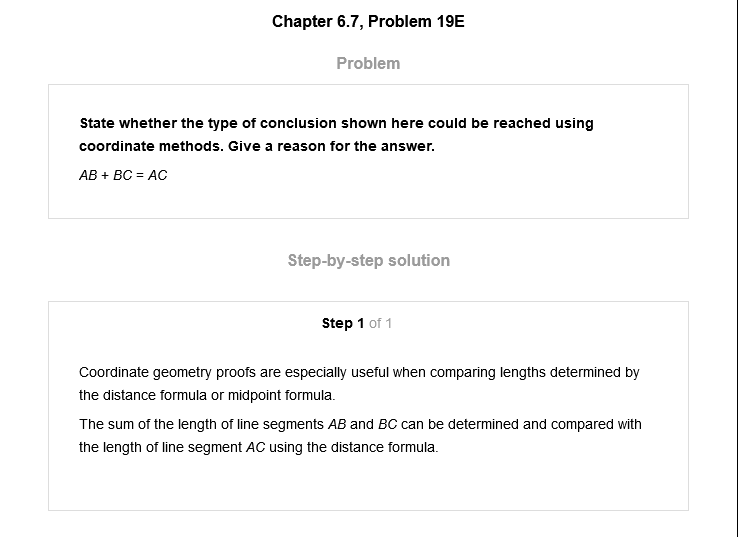 Chapter 6.7, Problem 19E
Problem
State whether the type of conclusion shown here could be reached using
coordinate methods. Give a reason for the answer.
AB + BC = AC
Step-by-step solution
Step 1 of 1
Coordinate geometry proofs are especially useful when comparing lengths determined by
the distance formula or midpoint formula.
The sum of the length of line segments AB and BC can be determined and compared with
the length of line segment AC using the distance formula.